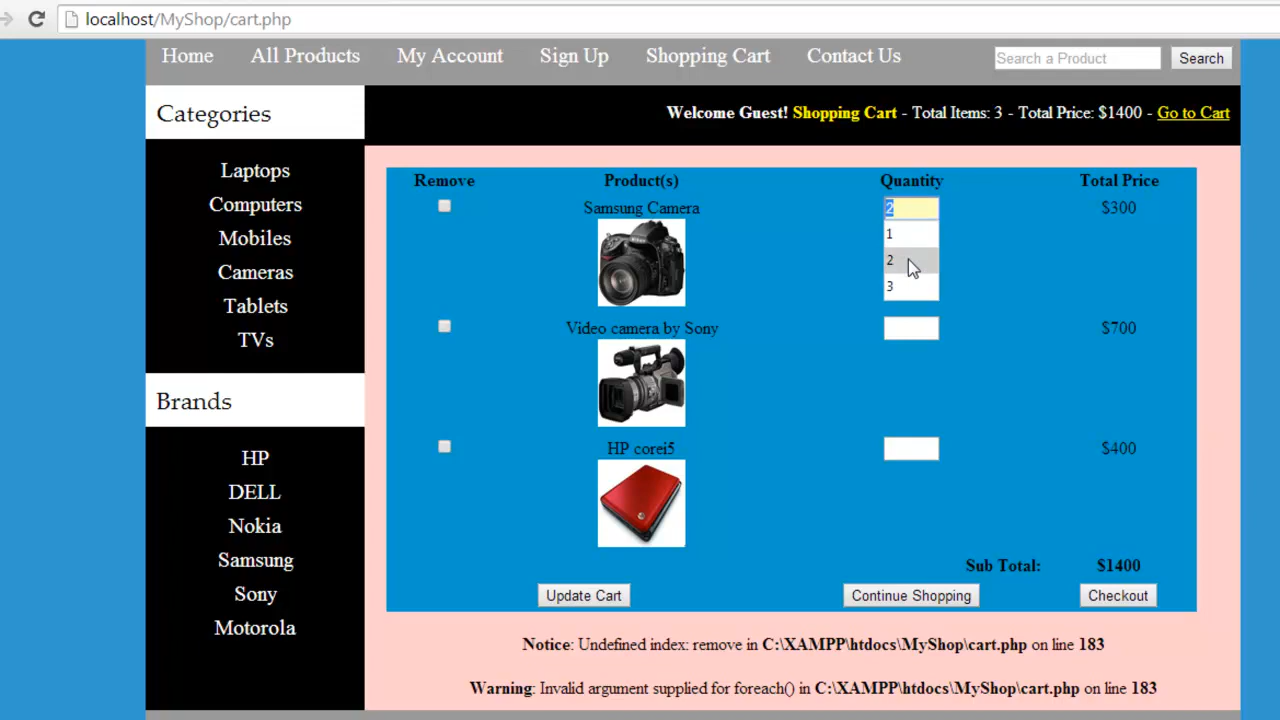 localhost/MyShop/cart.php
Home All Products My Account Sign Up Shopping Cart Contact Us Search a Product Search
Categories
Welcome Guest! Shopping Cart - Total Items: 3 - Total Price: $1400 - Go to Cart
Laptops
Computers
Mobiles
Cameras
Tablets
TVs
Brands
HP
DELL
Nokia
Samsung
Sony
Motorola
Remove Product(s) Quantity Total Price
Samsung Camera 2 $300
1
2
3
Video camera by Sony $700
HP corei5 $400
Sub Total: $1400
Update Cart Continue Shopping Checkout
Notice: Undefined index: remove in C:\XAMPP\htdocs\MyShop\cart.php on line 183
Warning: Invalid argument supplied for foreach() in C:\XAMPP\htdocs\MyShop\cart.php on line 183